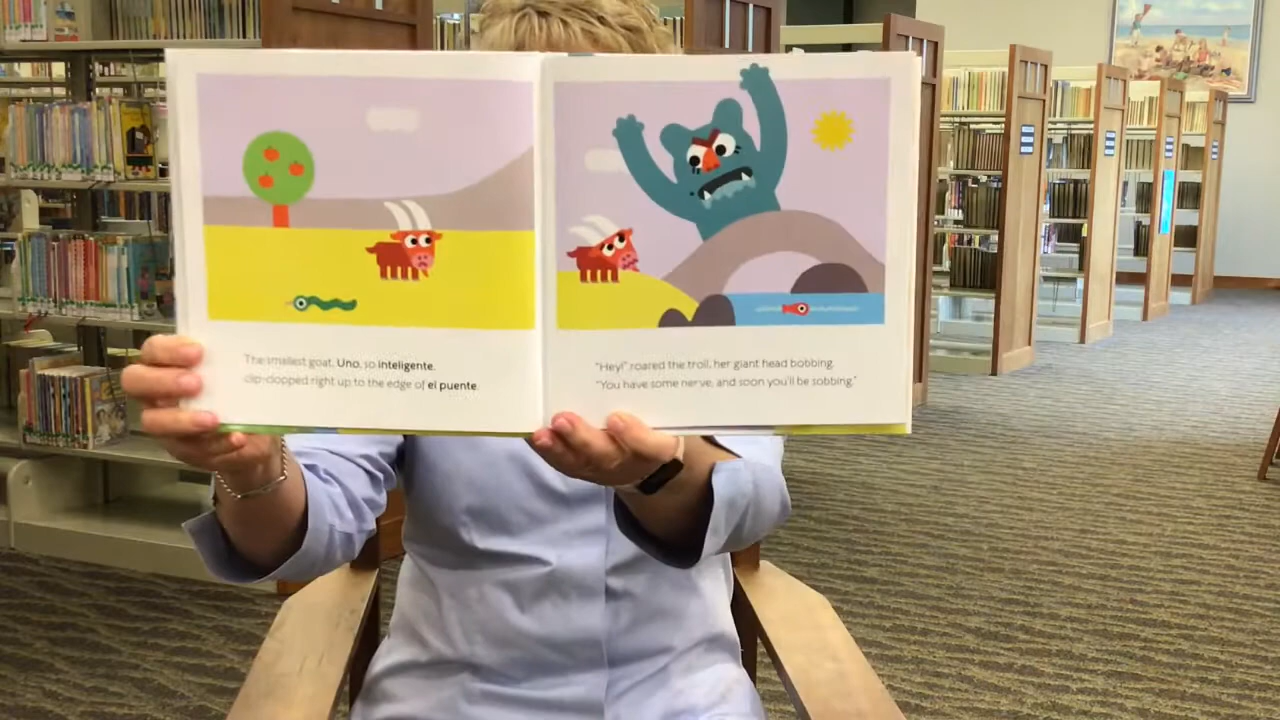 The smallest goat, Uno, so inteligente,
clip-clopped right up to the edge of el puente.
"Hey!" roared the troll, her giant head bobbing.
"You have some nerve, and soon you'll be sobbing."